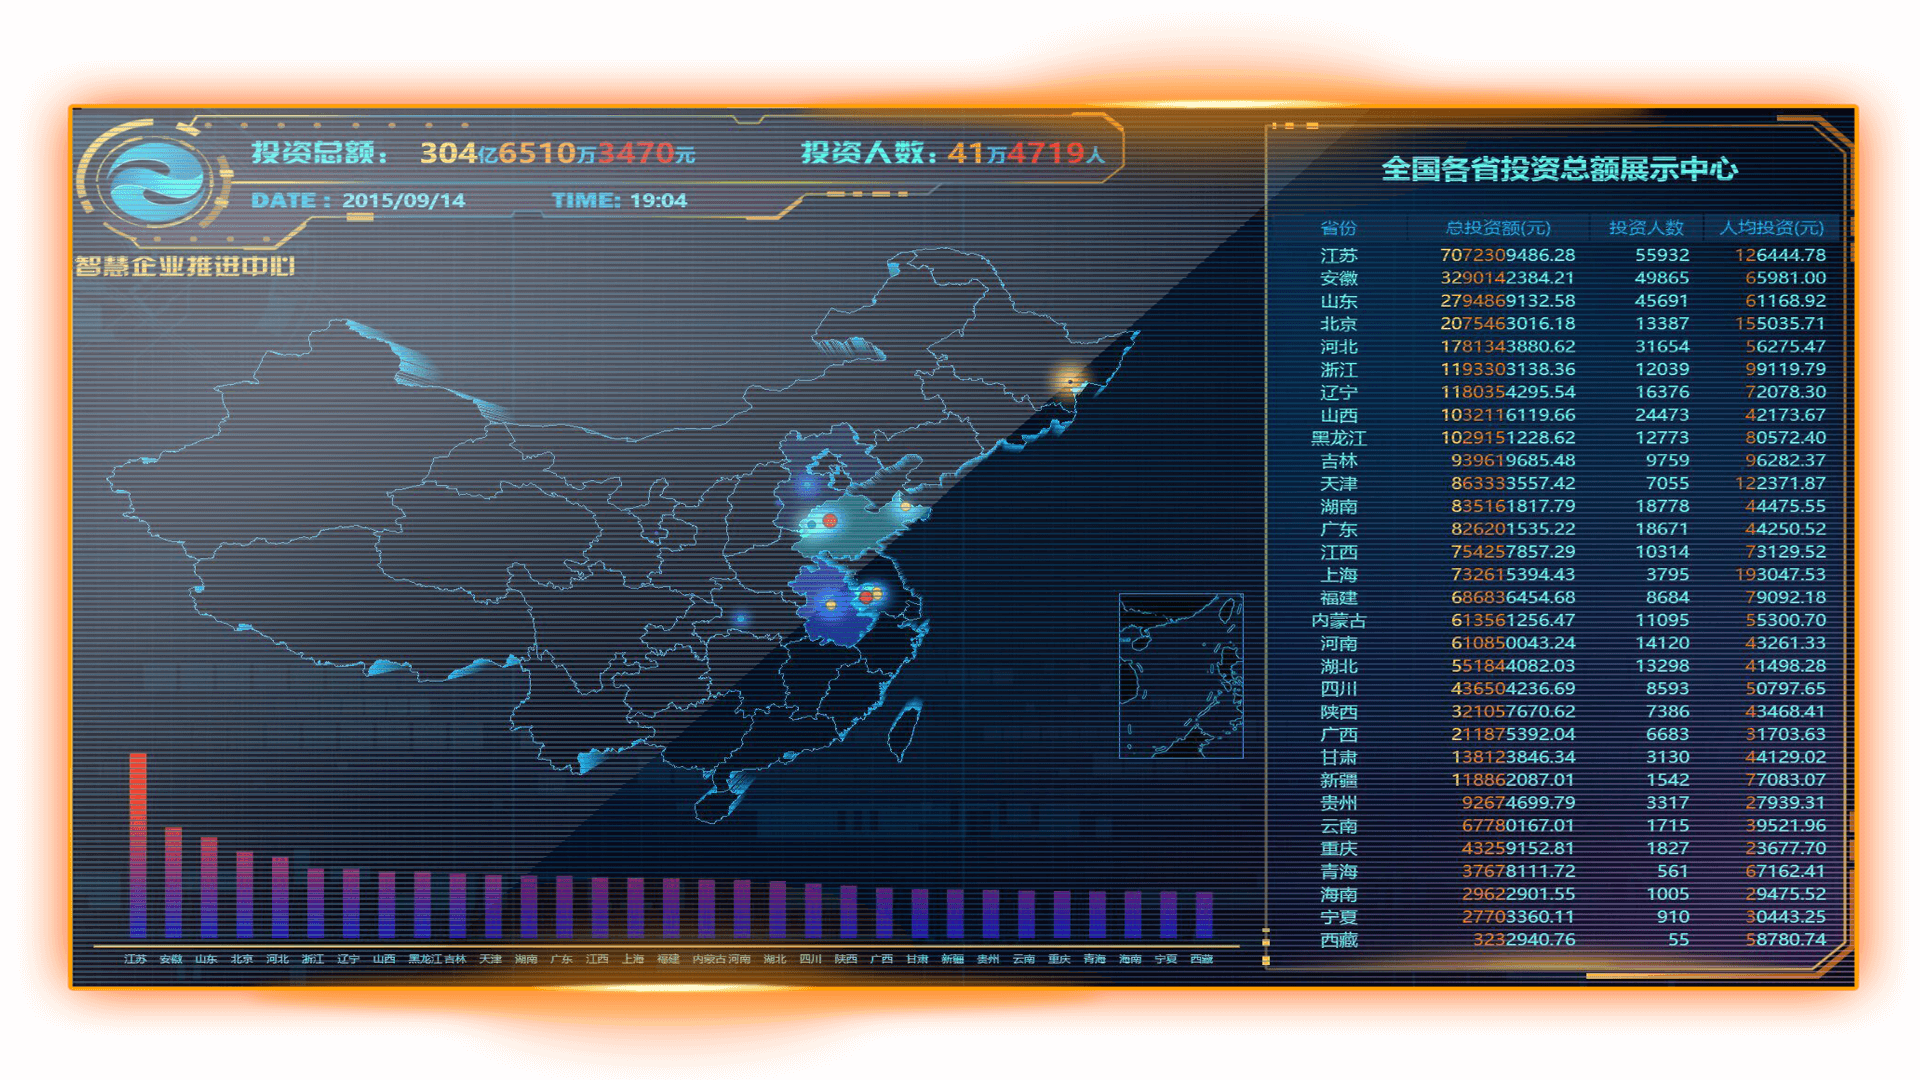 投资总额： 304亿6510万3470元 投资人数：41万4719人
DATE： 2015/09/14 TIME: 19:04
智慧企业推进中心
全国各省投资总额展示中心
省份 总投资额(元) 投资人数 人均投资(元)
江苏 7072309486.28 55932 126444.78
安徽 3290142384.21 49865 65981.00
山东 2794869132.58 45691 61168.92
北京 2075463016.18 13387 155035.71
河北 1781343880.62 31654 56275.47
浙江 1193303138.36 12039 99119.79
辽宁 1180354295.54 16376 72078.30
山西 1032116119.66 24473 42173.67
黑龙江 1029151228.62 12773 80572.40
吉林 939619685.48 9759 96282.37
天津 863333557.42 7055 122371.87
湖南 835161817.79 18778 44475.55
广东 826201535.22 18671 44250.52
江西 754257857.29 10314 73129.52
上海 732615394.43 3795 193047.53
福建 686836454.68 8684 79092.18
内蒙古 613561256.47 11095 55300.70
河南 610850043.24 14120 43261.33
湖北 551844082.03 13298 41498.28
四川 436504236.69 8593 50797.65
陕西 321057670.62 7386 43468.41
广西 211875392.04 6683 31703.63
甘肃 138123846.34 3130 44129.02
新疆 118862087.01 1542 77083.07
贵州 92674699.79 3317 27939.31
云南 67780167.01 1715 39521.96
重庆 43259152.81 1827 23677.70
青海 37678111.72 561 67162.41
海南 29622901.55 1005 29475.52
宁夏 27703360.11 910 30443.25
西藏 3232940.76 55 58780.74
江苏 安徽 山东 北京 河北 浙江 辽宁 山西 黑龙江 吉林 天津 湖南 广东 江西 上海 福建 内蒙古 河南 湖北 四川 陕西 广西 甘肃 新疆 贵州 云南 重庆 青海 海南 宁夏 西藏